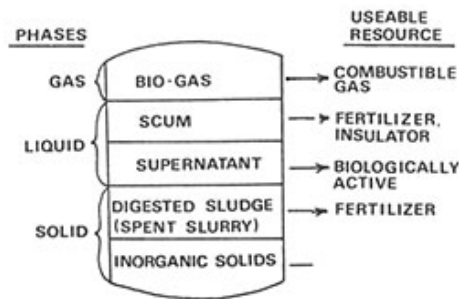 PHASES
USEABLE
RESOURCE
GAS
BIO-GAS
COMBUSTIBLE
GAS
LIQUID
SCUM
FERTILIZER,
INSULATOR
SUPERNATANT
BIOLOGICALLY
ACTIVE
SOLID
DIGESTED SLUDGE
(SPENT SLURRY)
FERTILIZER
INORGANIC SOLIDS